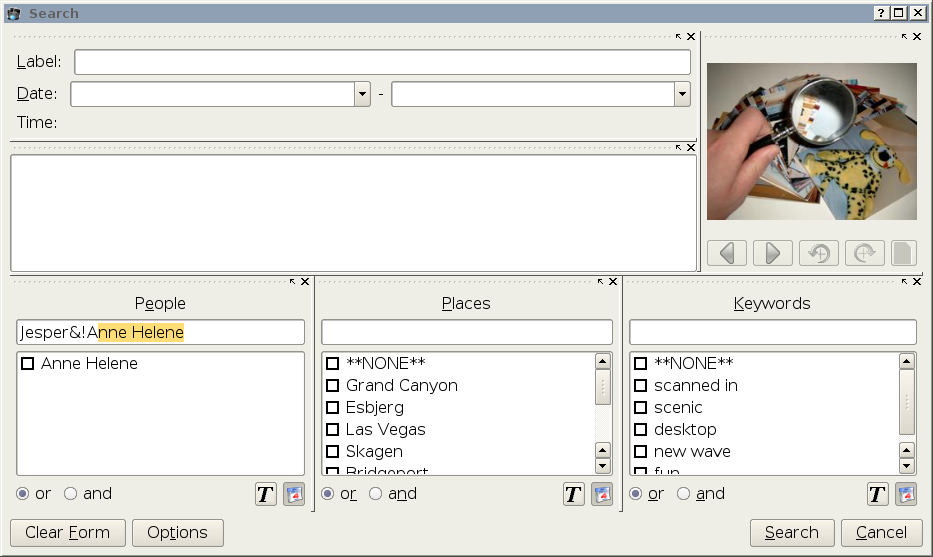 Search
Label:
Date: -
Time:
People
Jesper&!Anne Helene
Anne Helene
or and
Places
**NONE**
Grand Canyon
Esbjerg
Las Vegas
Skagen
Bridgeport
or and
Keywords
**NONE**
scanned in
scenic
desktop
new wave
fun
or and
T
T
T
Clear Form Options Search Cancel